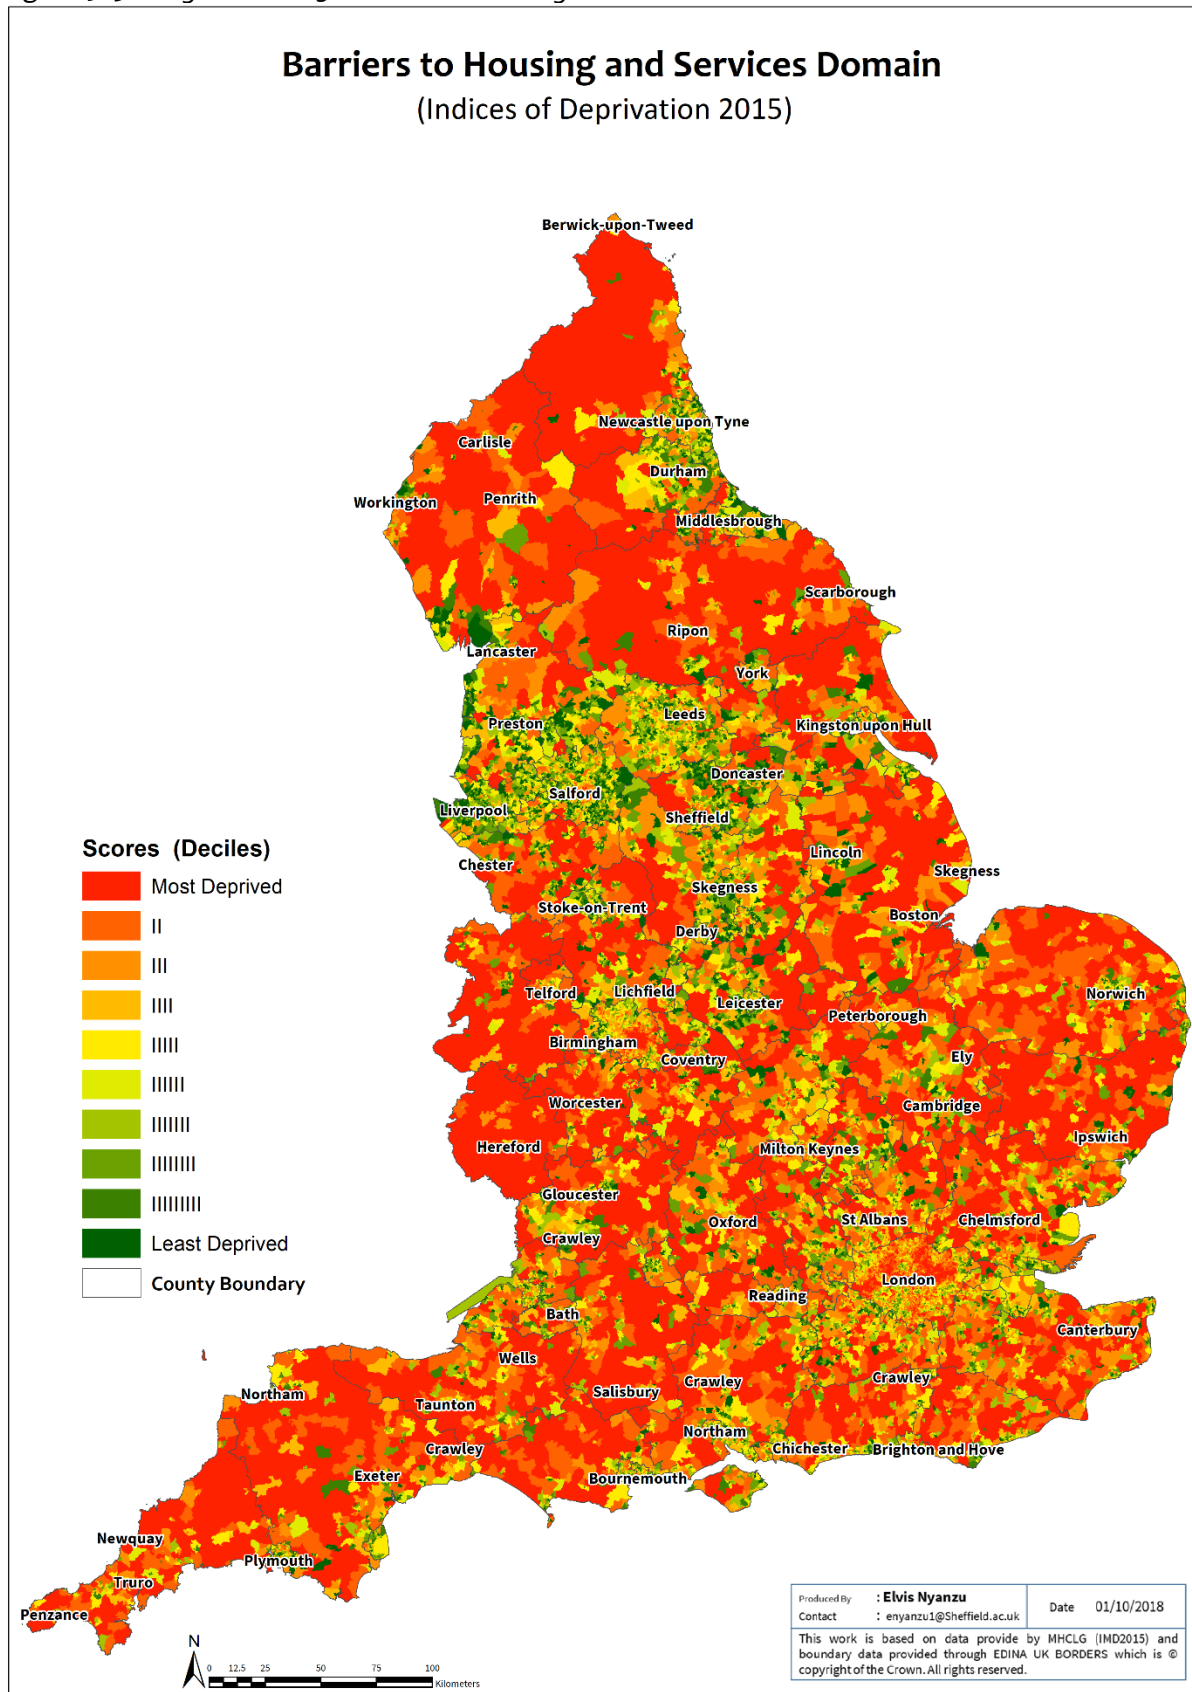 Barriers to Housing and Services Domain
(Indices of Deprivation 2015)
Berwick-upon-Tweed
Newcastle upon Tyne
Carlisle
Durham
Workington
Penrith
Middlesbrough
Scarborough
Ripon
Lancaster
York
Leeds
Preston
Kingston upon Hull
Doncaster
Salford
Liverpool
Sheffield
Scores (Deciles)
Most Deprived
II
III
IIII
IIIII
IIIIII
IIIIIII
IIIIIIII
IIIIIIIII
Least Deprived
County Boundary
Lincoln
Chester
Skegness
Skegness
Stoke-on-Trent
Boston
Derby
Telford
Lichfield
Leicester
Norwich
Peterborough
Birmingham
Coventry
Ely
Worcester
Cambridge
Hereford
Milton Keynes
Ipswich
Gloucester
Oxford
St Albans
Chelmsford
Crawley
London
Reading
Bath
Canterbury
Wells
Crawley
Crawley
Northam
Salisbury
Taunton
Northam
Crawley
Chichester
Brighton and Hove
Exeter
Bournemouth
Newquay
Plymouth
Truro
Penzance
N
0 12.5 25 50 75 100
Kilometers
Produced By : Elvis Nyanzu
Contact : enyanzu1@Sheffield.ac.uk
Date 01/10/2018
This work is based on data provide by MHCLG (IMD2015) and
boundary data provided through EDINA UK BORDERS which is ©
copyright of the Crown. All rights reserved.